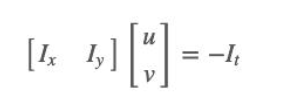 [I_x I_y] [u v] = -I_t